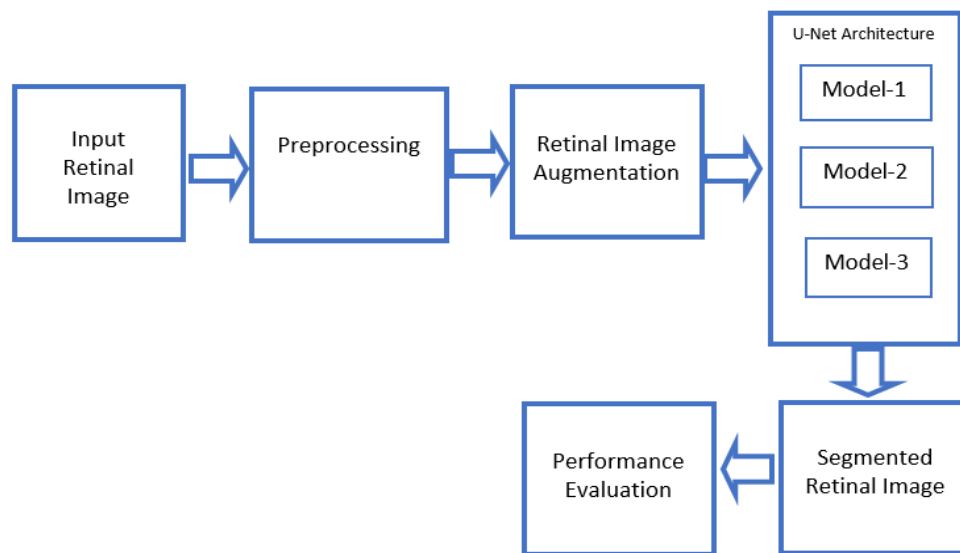 Input
Retinal
Image
Preprocessing
Retinal Image
Augmentation
U-Net Architecture
Model-1
Model-2
Model-3
Segmented
Retinal Image
Performance
Evaluation